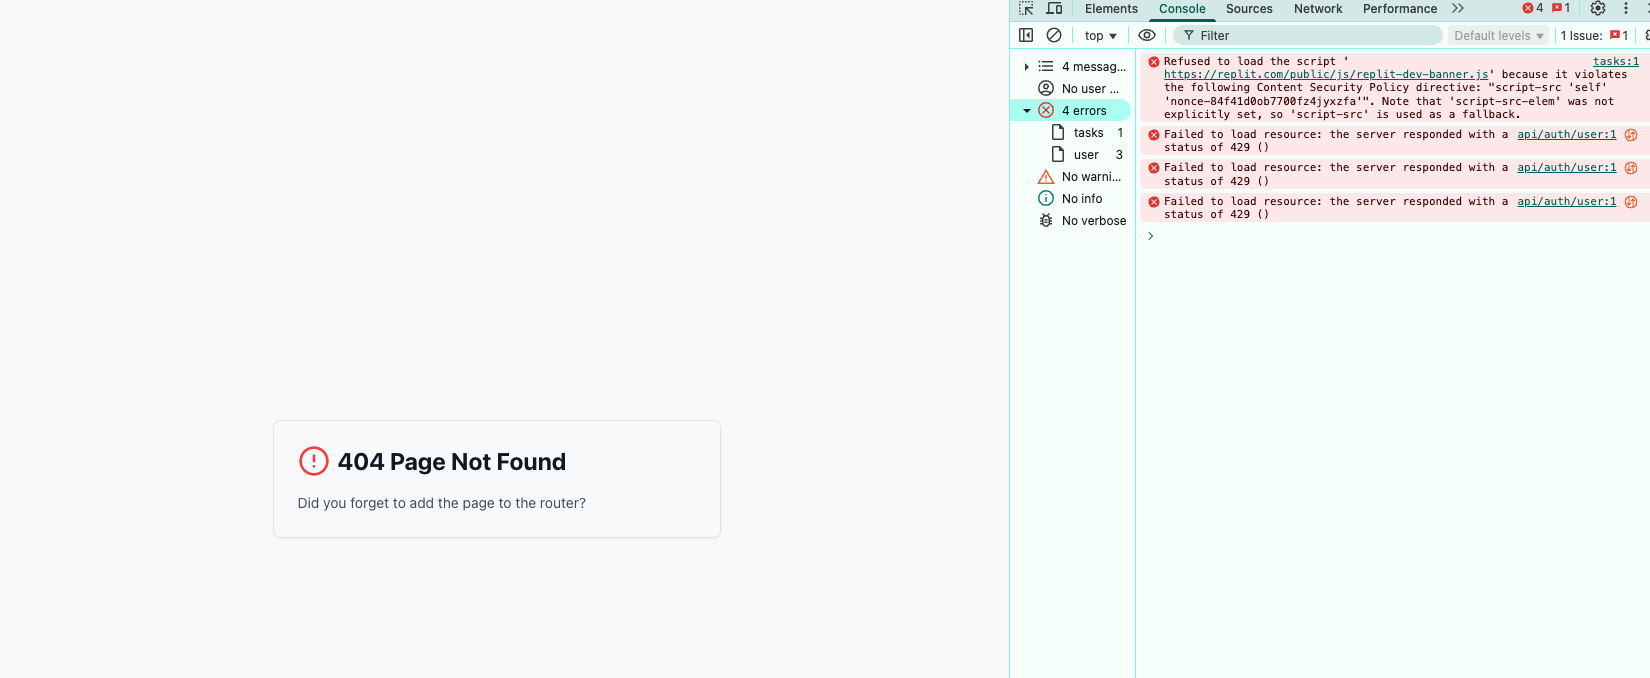 404 Page Not Found
Did you forget to add the page to the router?
Elements Console Sources Network Performance 4 1
top Filter Default levels 1 Issue: 1
4 messag...
No user ...
4 errors
tasks 1
user 3
No warni...
No info
No verbose
Refused to load the script ' tasks:1
https://replit.com/public/js/replit-dev-banner.js' because it violates
the following Content Security Policy directive: "script-src 'self'
'nonce-84f41d0ob7700fz4jyxzfa'". Note that 'script-src-elem' was not
explicitly set, so 'script-src' is used as a fallback.
Failed to load resource: the server responded with a api/auth/user:1
status of 429 ()
Failed to load resource: the server responded with a api/auth/user:1
status of 429 ()
Failed to load resource: the server responded with a api/auth/user:1
status of 429 ()